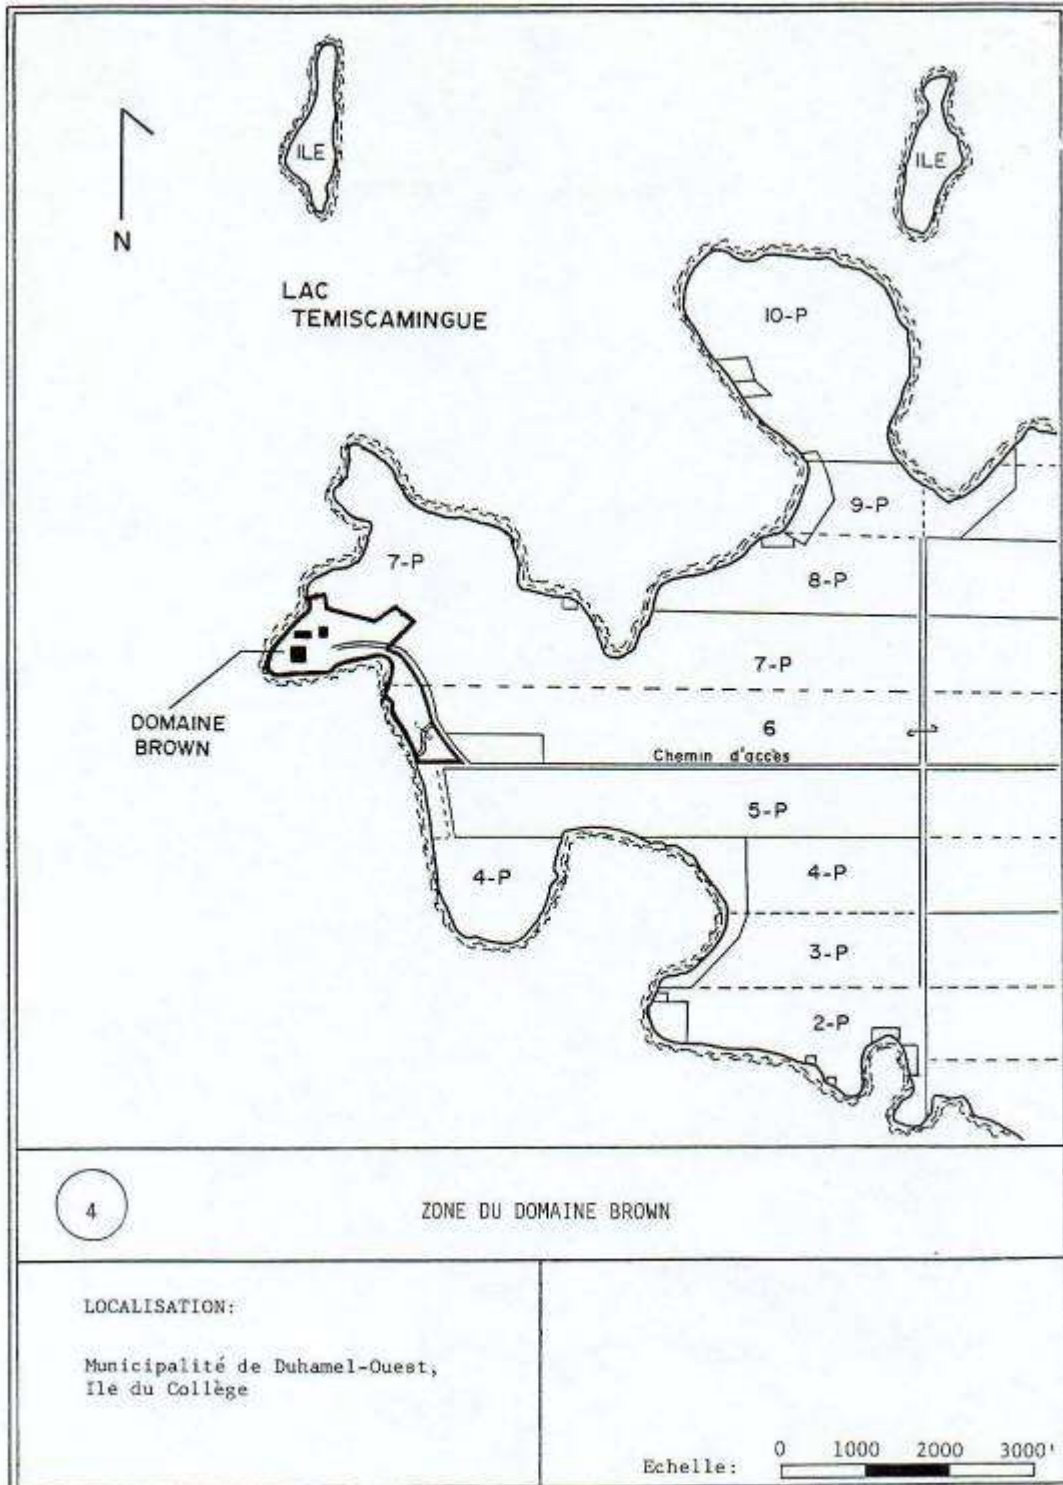 ILE
ILE
N
LAC
TEMISCAMINGUE
10-P
9-P
7-P
8-P
7-P
DOMAINE
BROWN
6
Chemin d'accès
5-P
4-P
4-P
3-P
2-P
4
ZONE DU DOMAINE BROWN
LOCALISATION:
Municipalité de Duhamel-Ouest,
Ile du Collège
Echelle:
0 1000 2000 3000'